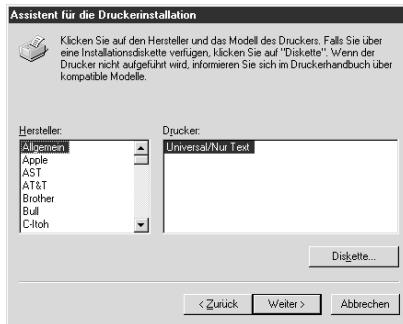 Assistent für die Druckerinstallation
Klicken Sie auf den Hersteller und das Modell des Druckers. Falls Sie über
eine Installationsdiskette verfügen, klicken Sie auf "Diskette". Wenn der
Drucker nicht aufgeführt wird, informieren Sie sich im Druckerhandbuch über
kompatible Modelle.
Hersteller:
Allgemein
Apple
AST
AT&T
Brother
Bull
C-Itoh
Drucker:
Universal/Nur Text
Diskette...
< Zurück
Weiter >
Abbrechen